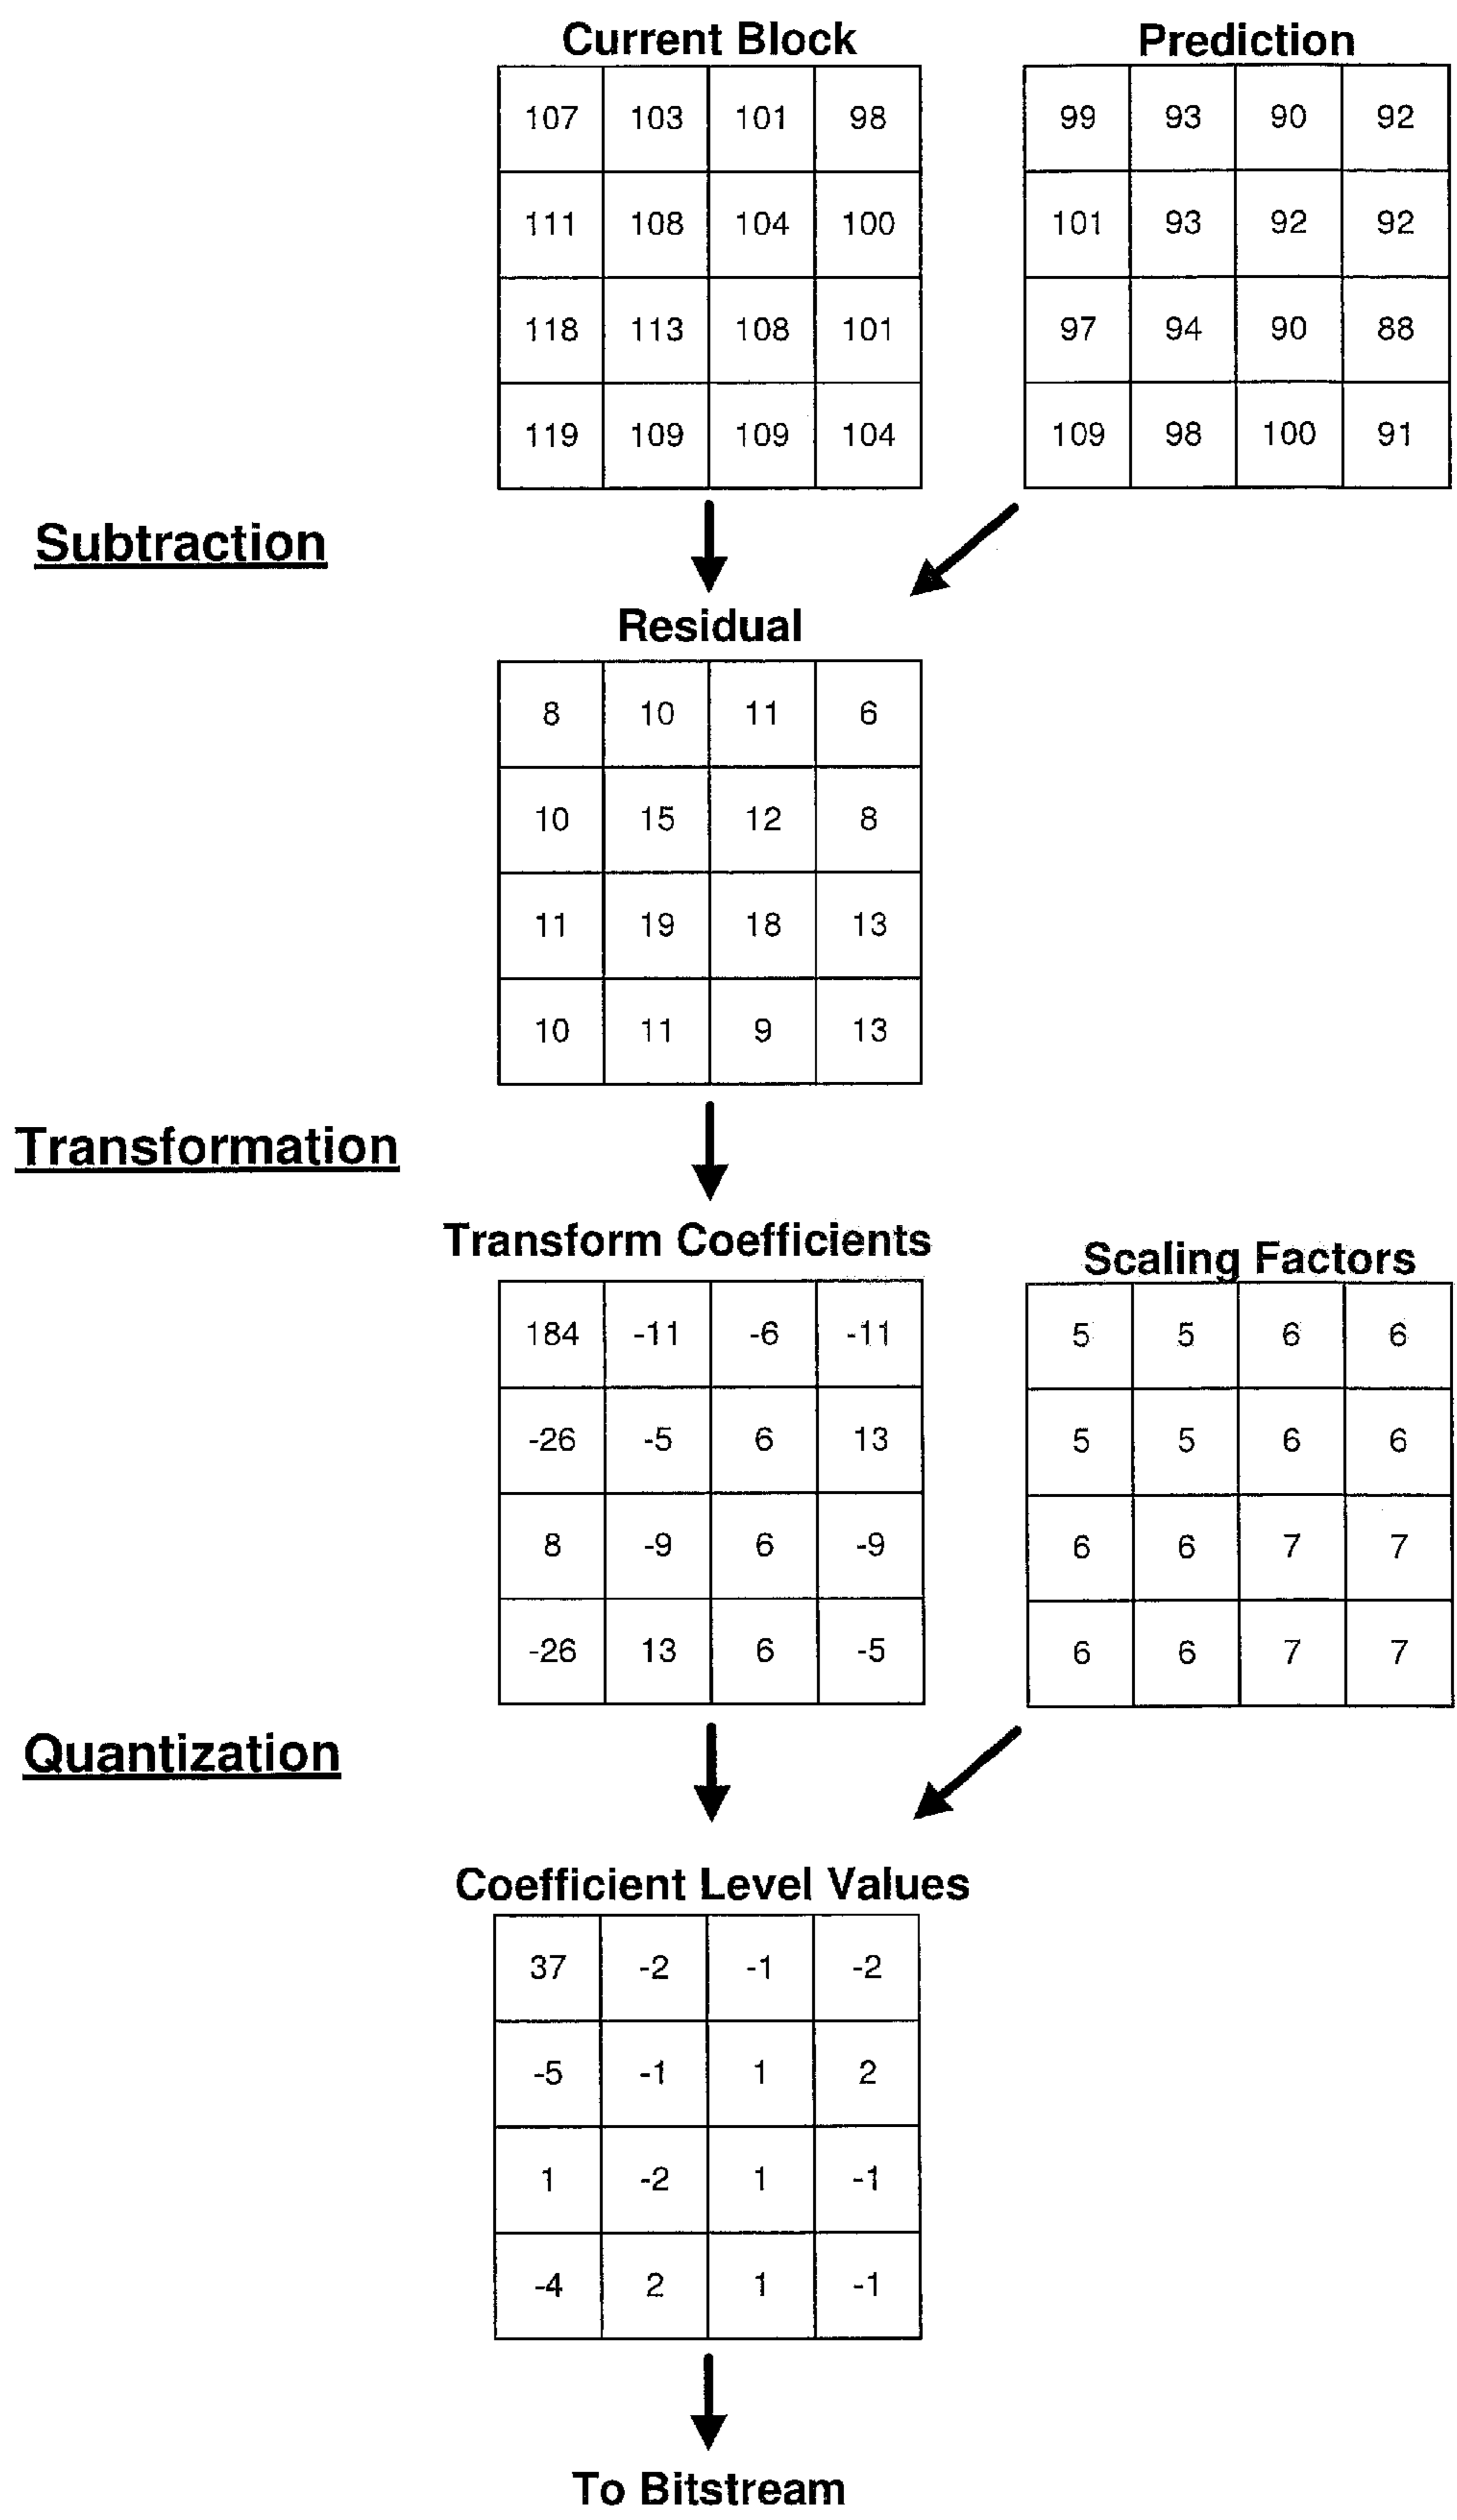 Current Block Prediction
107 103 101 98 99 93 90 92
111 108 104 100 101 93 92 92
118 113 108 101 97 94 90 88
119 109 109 104 109 98 100 91
Subtraction
Residual
8 10 11 6
10 15 12 8
11 19 18 13
10 11 9 13
Transformation
Transform Coefficients Scaling Factors
184 -11 -6 -11 5 5 6 6
-26 -5 6 13 5 5 6 6
8 -9 6 -9 6 6 7 7
-26 13 6 -5 6 6 7 7
Quantization
Coefficient Level Values
37 -2 -1 -2
-5 -1 1 2
1 -2 1 -1
-4 2 1 -1
To Bitstream